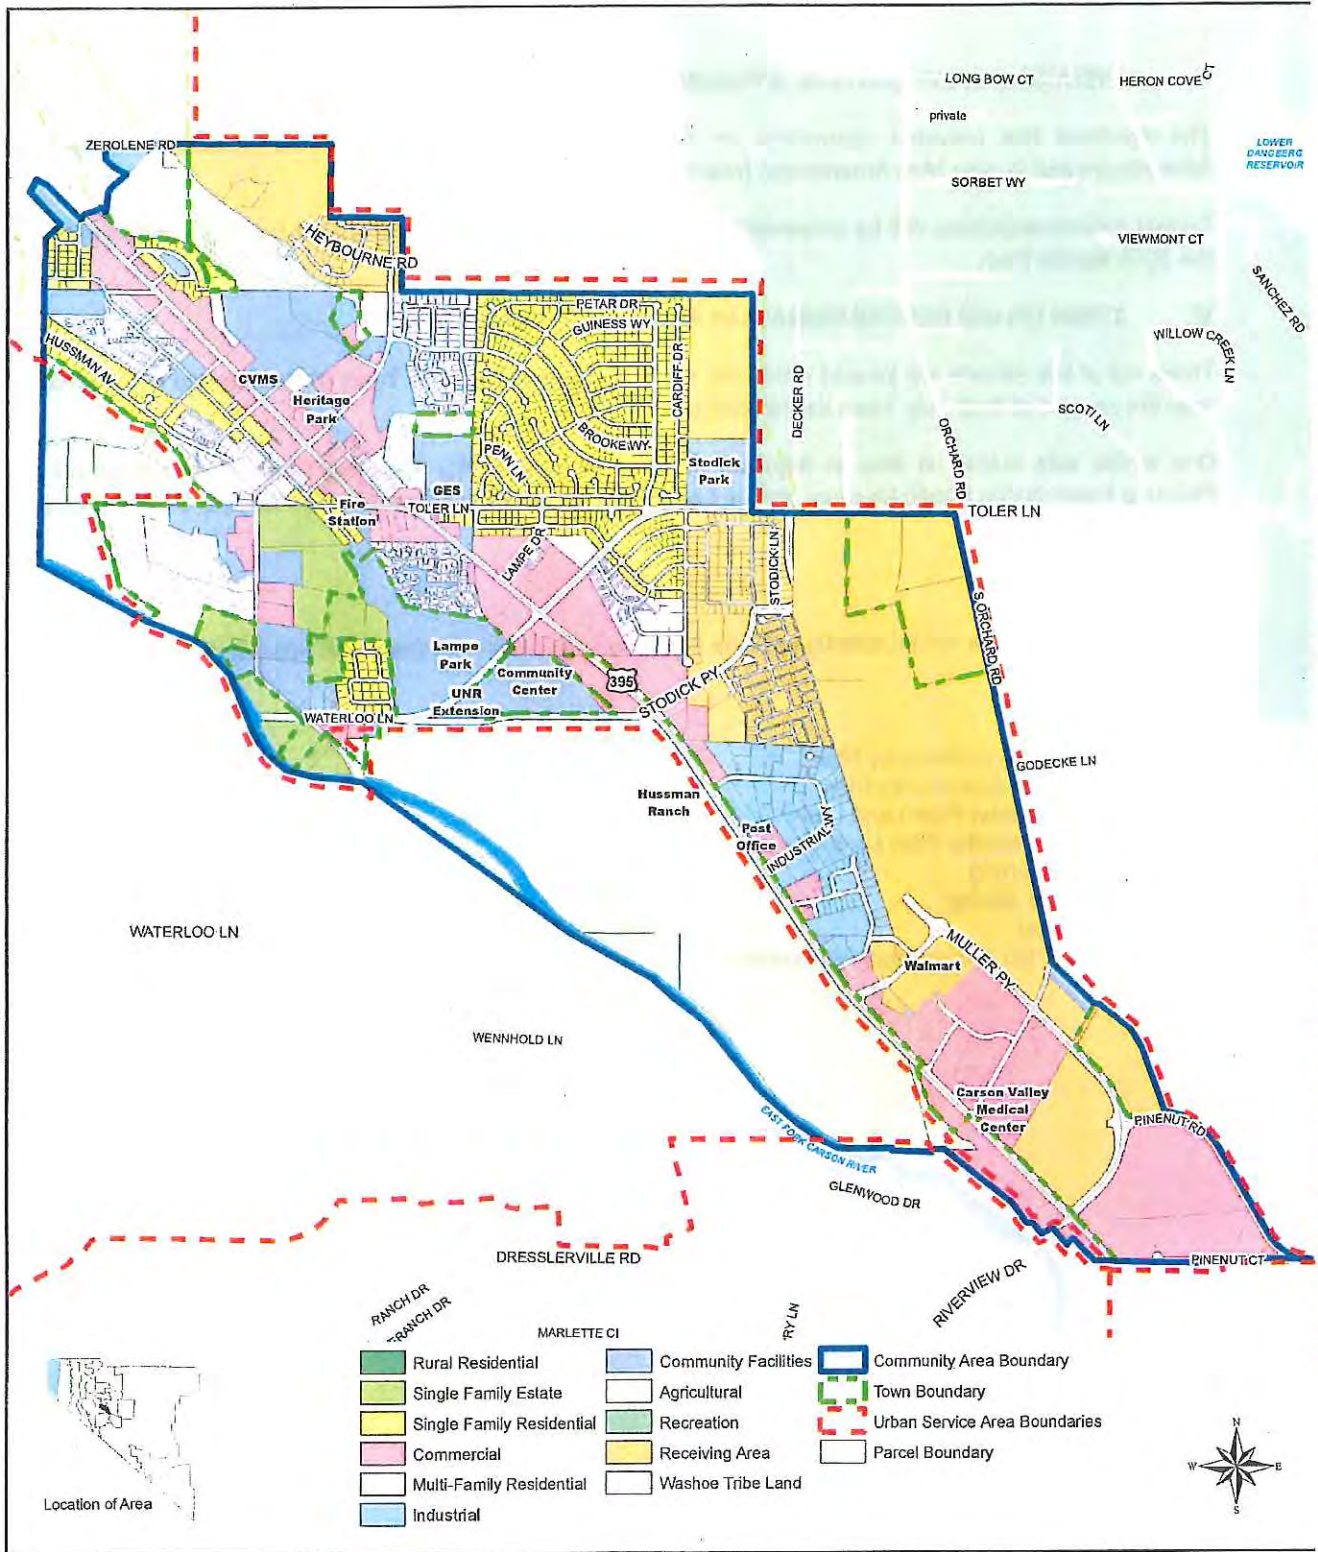 LONG BOW CT
HERON COVE CT
private
LOWER
DANGBERG
RESERVOIR
ZEROLENE RD
SORBET WY
VIEWMONT CT
HEYBOURNE RD
SANCHEZ RD
PETAR DR
GUINESS WY
WILLOW CREEK LN
HUSSMAN AV
CARDIFF DR
CVMS
Heritage
Park
DECKER RD
SCOTI LN
BROOKE WY
PENN LN
ORCHARD RD
Stodick
Park
GES
Fire
Station
TOLER LN
TOLER LN
LAMPE DR
STODICK LN
S ORCHARD RD
Lampe
Park
Community
Center
395
STODICK PY
UNR
Extension
WATERLOO LN
GODECKE LN
Hussman
Ranch
Post
Office
INDUSTRIAL WY
WATERLOO LN
MULLER PY
Walmart
WENNHOLD LN
Carson Valley
Medical
Center
EAST FORK CARSON RIVER
PINENUT RD
GLENWOOD DR
DRESSLERVILLE RD
PINENUT CT
RIVERVIEW DR
RANCH DR
RANCH DR
RY LN
MARLETTE CI
Rural Residential
Single Family Estate
Single Family Residential
Commercial
Multi-Family Residential
Industrial
Community Facilities
Agricultural
Recreation
Receiving Area
Washoe Tribe Land
Community Area Boundary
Town Boundary
Urban Service Area Boundaries
Parcel Boundary
Location of Area
N
W
E
S